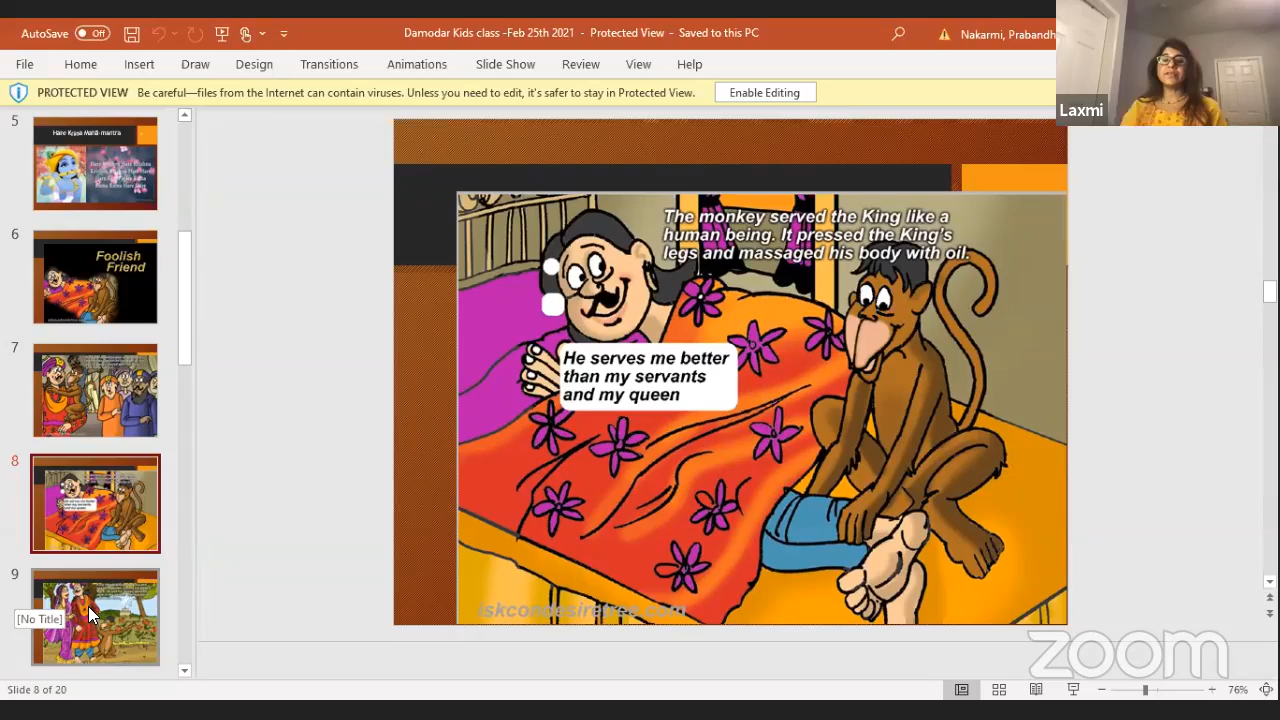 AutoSave Off
Damodar Kids class -Feb 25th 2021 - Protected View - Saved to this PC
Nakarmi, Prabandh
File Home Insert Draw Design Transitions Animations Slide Show Review View Help
PROTECTED VIEW Be careful—files from the Internet can contain viruses. Unless you need to edit, it's safer to stay in Protected View. Enable Editing
Laxmi
5
Hare Krsna Mahā-mantra
6
Foolish
Friend
7
8
9
[No Title]
The monkey served the King like a
human being. It pressed the King's
legs and massaged his body with oil.
He serves me better
than my servants
and my queen
iskcondesiretree.com
zoom
Slide 8 of 20
76%